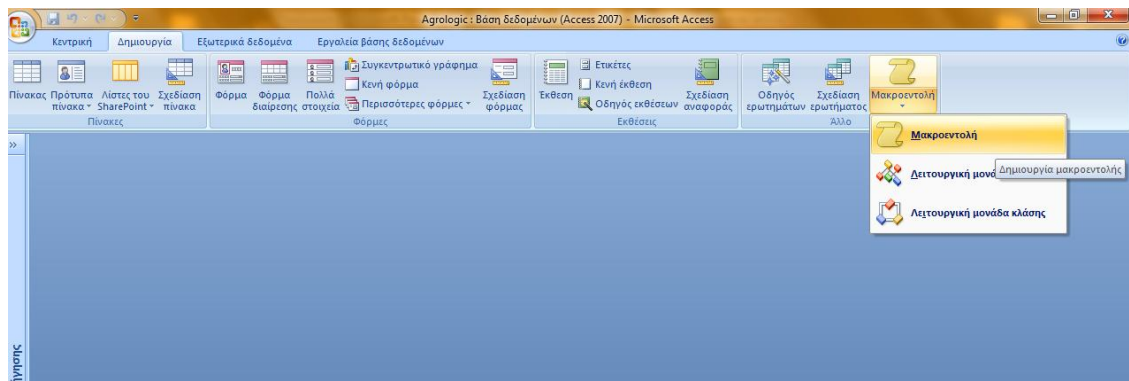 Agrologic : Βάση δεδομένων (Access 2007) - Microsoft Access
Κεντρική Δημιουργία Εξωτερικά δεδομένα Εργαλεία βάσης δεδομένων
Πίνακας
Πρότυπα
πίνακα
Λίστες του
SharePoint
Σχεδίαση
πίνακα
Πίνακες
Φόρμα
Φόρμα
διαίρεσης
Πολλά
στοιχεία
Συγκεντρωτικό γράφημα
Κενή φόρμα
Περισσότερες φόρμες
Σχεδίαση
φόρμας
Φόρμες
Έκθεση
Ετικέτες
Κενή έκθεση
Οδηγός εκθέσεων
Σχεδίαση
αναφοράς
Εκθέσεις
Οδηγός
ερωτημάτων
Σχεδίαση
ερωτήματος
Μακροεντολή
Άλλο
Μακροεντολή
Δημιουργία μακροεντολής
Λειτουργική
Λειτουργική μονάδα κλάσης